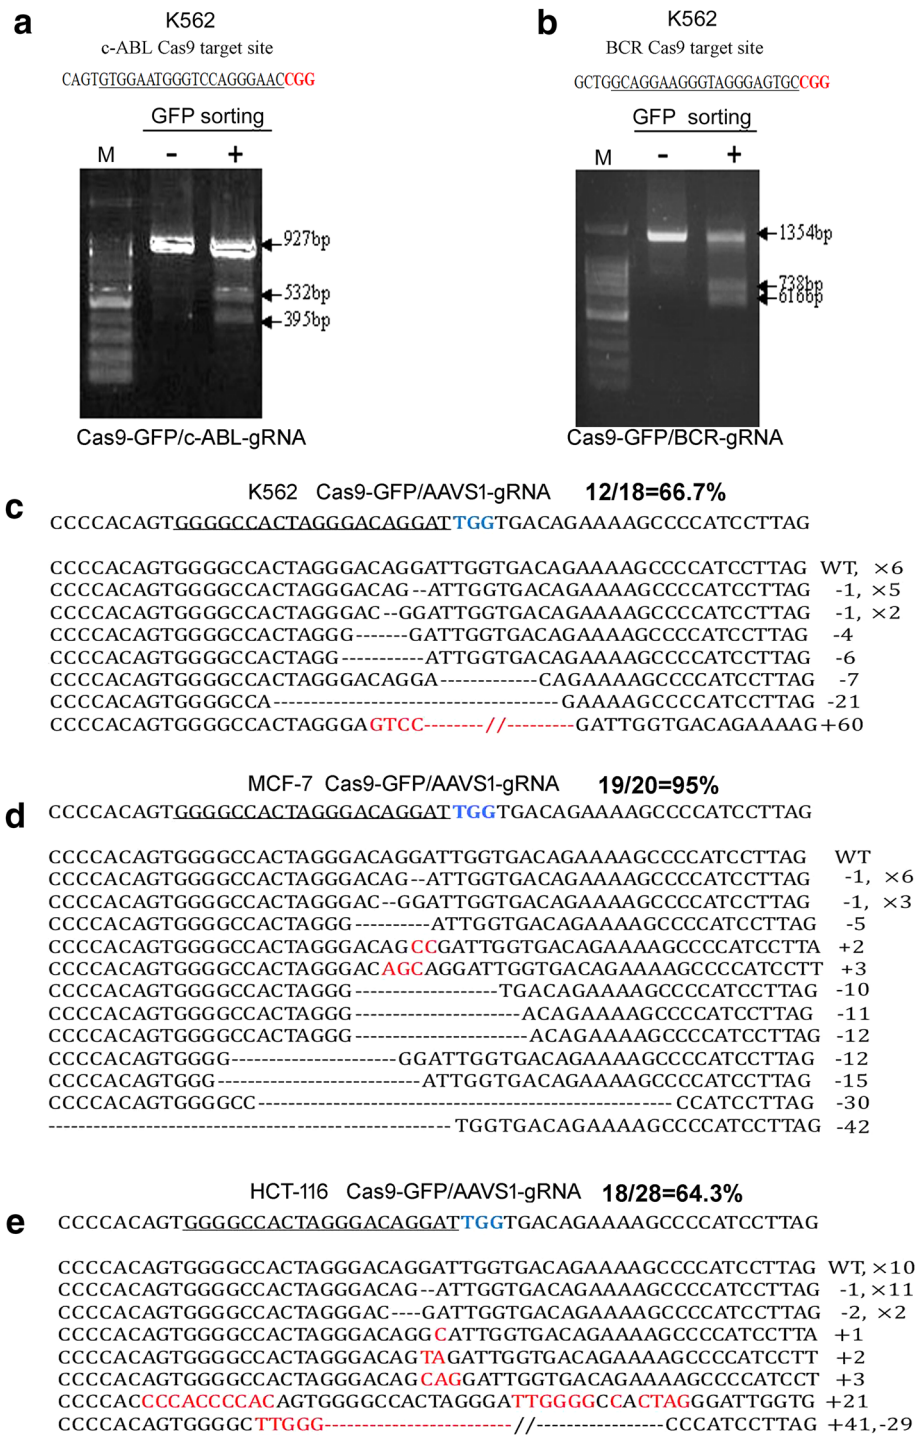 a
K562
c-ABL Cas9 target site
CAGTGTGGAATGGGTCCAGGGAACCGG
GFP sorting
M - +
927bp
532bp
395bp
Cas9-GFP/c-ABL-gRNA
b
K562
BCR Cas9 target site
GCTGGCAGGAAGGGTAGGGAGTGCCGG
GFP sorting
M - +
1354bp
738bp
616bp
Cas9-GFP/BCR-gRNA
c
K562 Cas9-GFP/AAVS1-gRNA 12/18=66.7%
CCCCACAGTGGGGCCACTAGGGACAGGATTGGTGACAGAAAAGCCCCATCCTTAG
CCCCACAGTGGGGCCACTAGGGACAGGATTGGTGACAGAAAAGCCCCATCCTTAG WT, ×6
CCCCACAGTGGGGCCACTAGGGACAG--ATTGGTGACAGAAAAGCCCCATCCTTAG -1, ×5
CCCCACAGTGGGGCCACTAGGGAC--GGATTGGTGACAGAAAAGCCCCATCCTTAG -1, ×2
CCCCACAGTGGGGCCACTAGGG-------GATTGGTGACAGAAAAGCCCCATCCTTAG -4
CCCCACAGTGGGGCCACTAGG-----------ATTGGTGACAGAAAAGCCCCATCCTTAG -6
CCCCACAGTGGGGCCACTAGGGACAGGA-------------CAGAAAAGCCCCATCCTTAG -7
CCCCACAGTGGGGCCA--------------------------------------GAAAAGCCCCATCCTTAG -21
CCCCACAGTGGGGCCACTAGGGAGTCC--------//---------GATTGGTGACAGAAAAG +60
d
MCF-7 Cas9-GFP/AAVS1-gRNA 19/20=95%
CCCCACAGTGGGGCCACTAGGGACAGGATTGGTGACAGAAAAGCCCCATCCTTAG
CCCCACAGTGGGGCCACTAGGGACAGGATTGGTGACAGAAAAGCCCCATCCTTAG WT
CCCCACAGTGGGGCCACTAGGGACAG--ATTGGTGACAGAAAAGCCCCATCCTTAG -1, ×6
CCCCACAGTGGGGCCACTAGGGAC--GGATTGGTGACAGAAAAGCCCCATCCTTAG -1, ×3
CCCCACAGTGGGGCCACTAGGG----------ATTGGTGACAGAAAAGCCCCATCCTTAG -5
CCCCACAGTGGGGCCACTAGGGACAGCCGATTGGTGACAGAAAAGCCCCATCCTTA +2
CCCCACAGTGGGGCCACTAGGGACAGCAGGATTGGTGACAGAAAAGCCCCATCCTT +3
CCCCACAGTGGGGCCACTAGGG-------------------TGACAGAAAAGCCCCATCCTTAG -10
CCCCACAGTGGGGCCACTAGGG----------------------ACAGAAAAGCCCCATCCTTAG -11
CCCCACAGTGGGGCCACTAGGG-----------------------ACAGAAAAGCCCCATCCTTAG -12
CCCCACAGTGGGG----------------------GGATTGGTGACAGAAAAGCCCCATCCTTAG -12
CCCCACAGTGGG---------------------------ATTGGTGACAGAAAAGCCCCATCCTTAG -15
CCCCACAGTGGGGCC-------------------------------------------------------CCATCCTTAG -30
------------------------------------------------------TGGTGACAGAAAAGCCCCATCCTTAG -42
e
HCT-116 Cas9-GFP/AAVS1-gRNA 18/28=64.3%
CCCCACAGTGGGGCCACTAGGGACAGGATTGGTGACAGAAAAGCCCCATCCTTAG
CCCCACAGTGGGGCCACTAGGGACAGGATTGGTGACAGAAAAGCCCCATCCTTAG WT, ×10
CCCCACAGTGGGGCCACTAGGGACAG--ATTGGTGACAGAAAAGCCCCATCCTTAG -1, ×11
CCCCACAGTGGGGCCACTAGGGAC----GATTGGTGACAGAAAAGCCCCATCCTTAG -2, ×2
CCCCACAGTGGGGCCACTAGGGACAGGCATTGGTGACAGAAAAGCCCCATCCTTA +1
CCCCACAGTGGGGCCACTAGGGACAGTAGATTGGTGACAGAAAAGCCCCATCCTT +2
CCCCACAGTGGGGCCACTAGGGACAGCAGGATTGGTGACAGAAAAGCCCCATCCT +3
CCCCACCCCACCCCACAGTGGGGCCACTAGGGATTGGGGCCACTAGGGATTGGTG +21
CCCCACAGTGGGGCTTGGG-------------------------//-----------------CCCATCCTTAG +41,-29